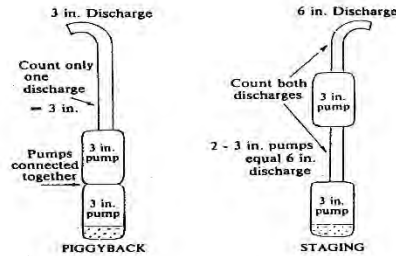 3 in. Discharge
Count only
one
discharge
— 3 in.
3 in.
pump
Pumps
connected
together
3 in.
pump
PIGGYBACK
6 in. Discharge
Count both
discharges
3 in.
pump
2 - 3 in. pumps
equal 6 in.
discharge
3 in.
pump
STAGING